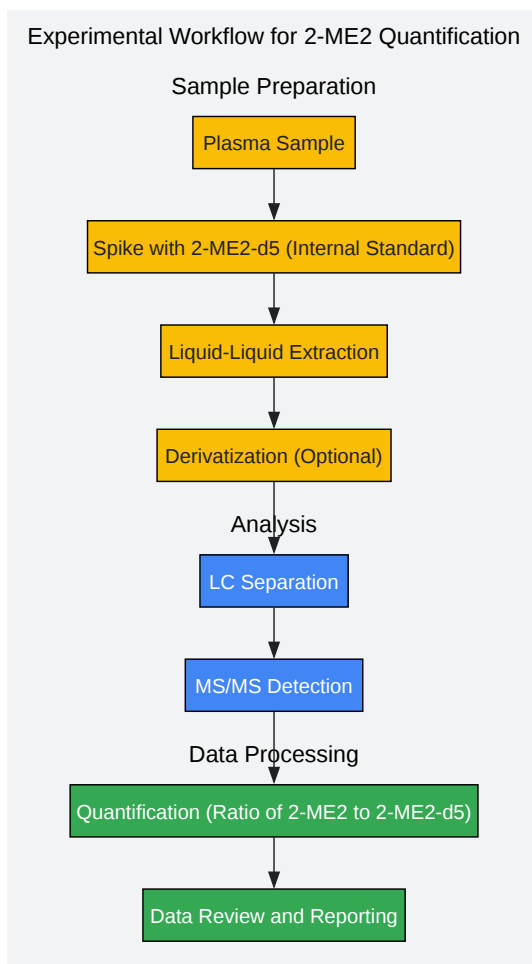 Experimental Workflow for 2-ME2 Quantification
Sample Preparation
Plasma Sample
Spike with 2-ME2-d5 (Internal Standard)
Liquid-Liquid Extraction
Derivatization (Optional)
Analysis
LC Separation
MS/MS Detection
Data Processing
Quantification (Ratio of 2-ME2 to 2-ME2-d5)
Data Review and Reporting